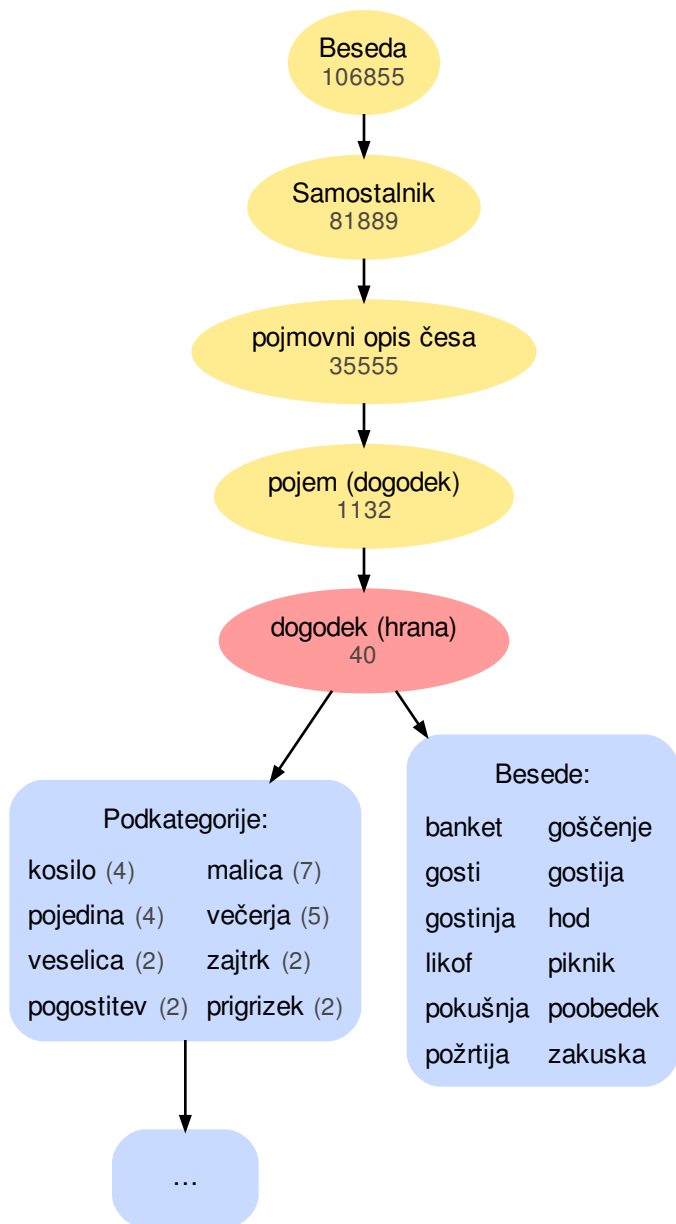 Beseda
106855
Samostalnik
81889
pojmovni opis česa
35555
pojem (dogodek)
1132
dogodek (hrana)
40
Podkategorije:
kosilo (4) malica (7)
pojedina (4) večerja (5)
veselica (2) zajtrk (2)
pogostitev (2) prigrizek (2)
...
Besede:
banket goščenje
gosti gostija
gostinja hod
likof piknik
pokušnja poobedek
požrtija zakuska